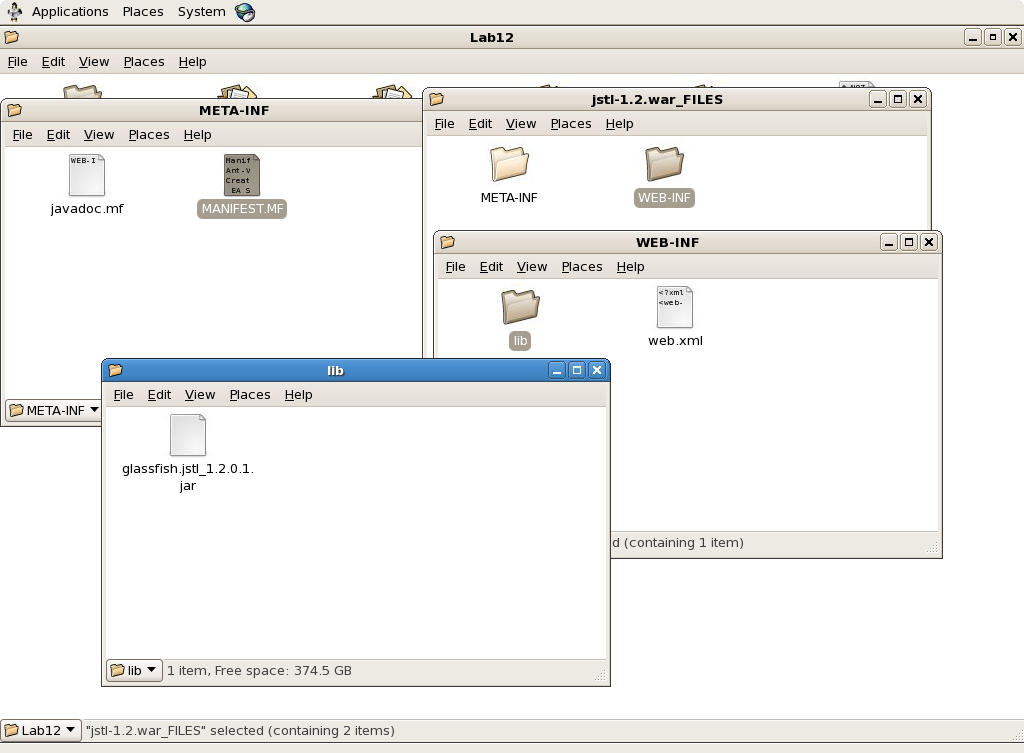 Applications Places System
Lab12
File Edit View Places Help
META-INF
File Edit View Places Help
WEB-I
javadoc.mf
Manif
Ant-V
Creat
EA S
MANIFEST.MF
META-INF
jstl-1.2.war_FILES
File Edit View Places Help
META-INF
WEB-INF
WEB-INF
File Edit View Places Help
lib
<?xml
<web-
web.xml
d (containing 1 item)
lib
File Edit View Places Help
glassfish.jstl_1.2.0.1.
jar
lib 1 item, Free space: 374.5 GB
Lab12 "jstl-1.2.war_FILES" selected (containing 2 items)